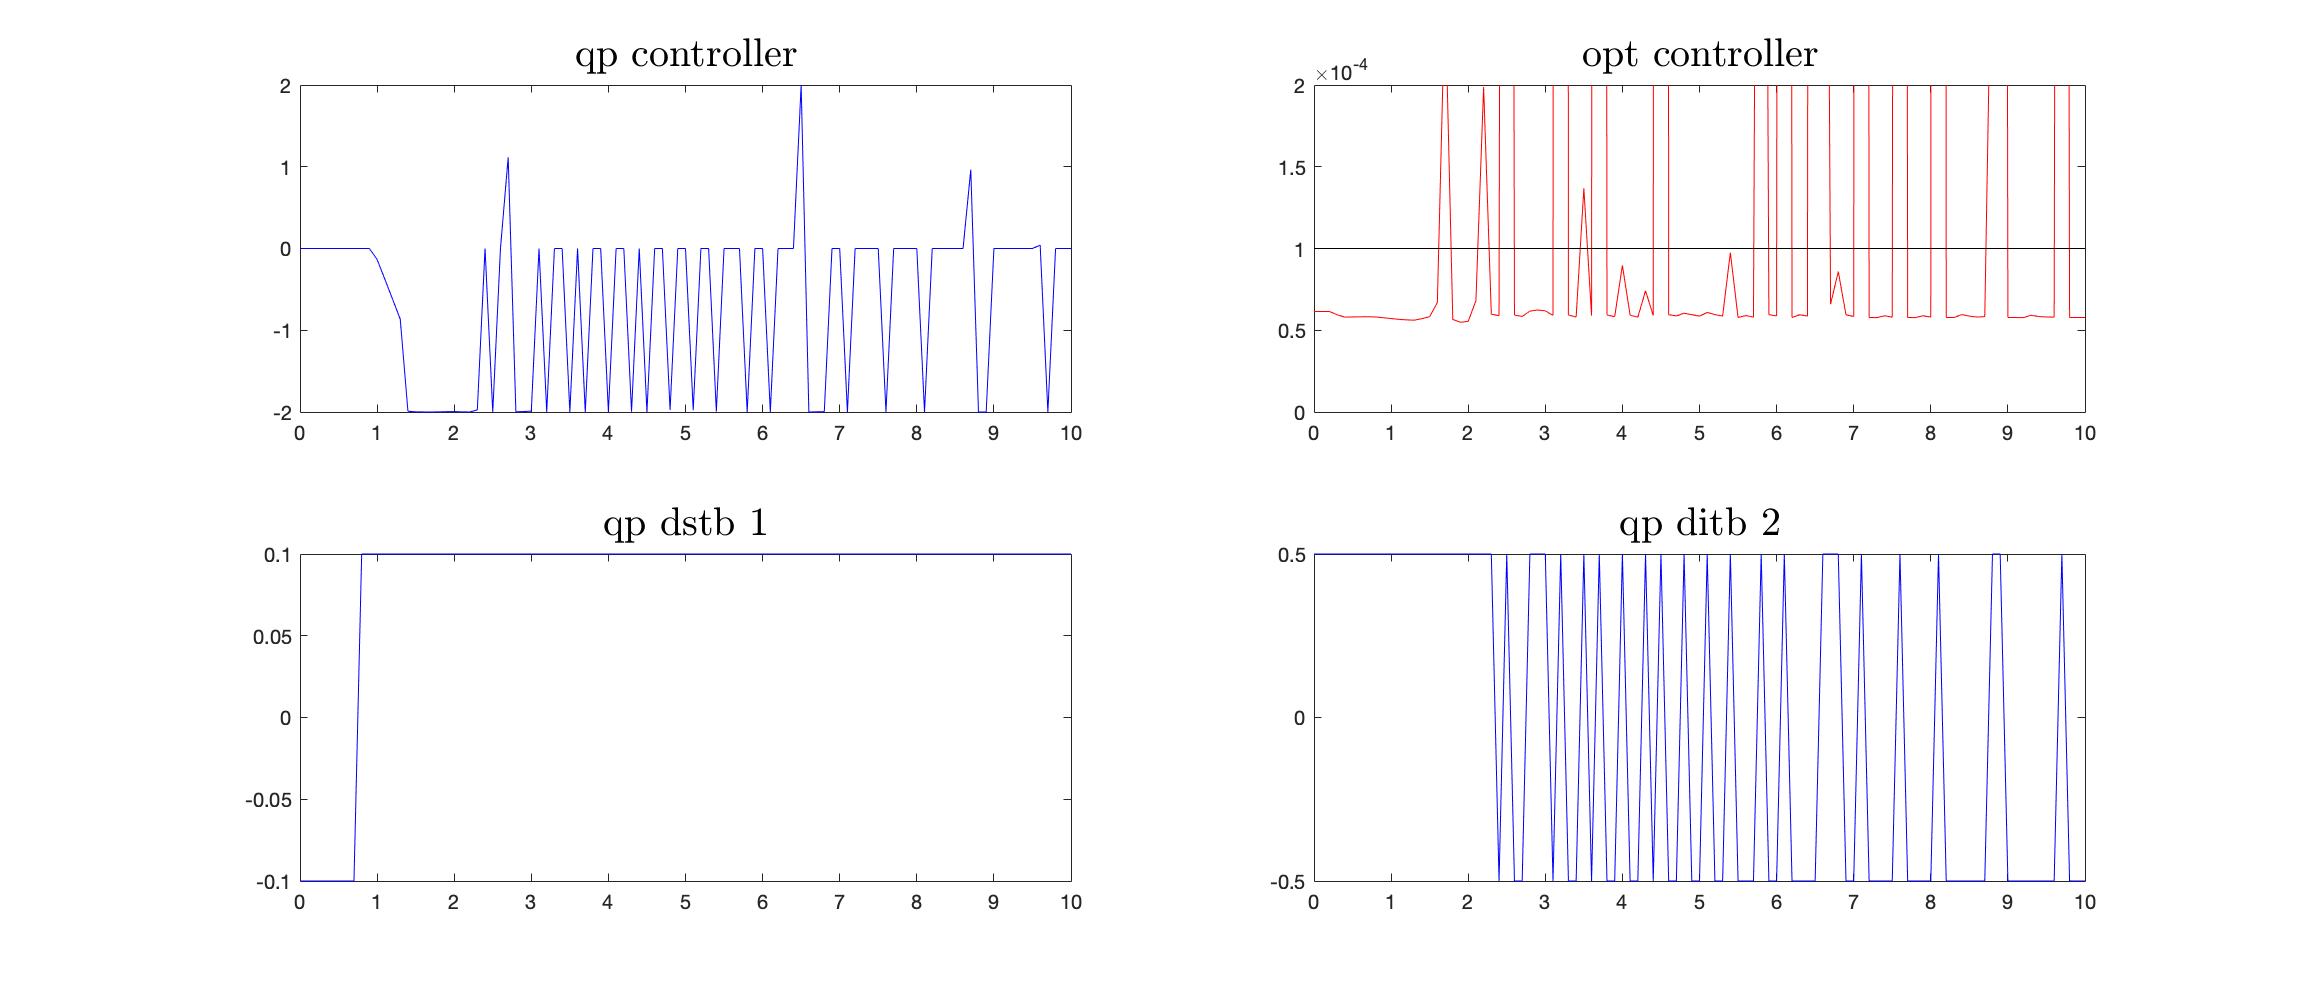 qp controller
2
1
0
-1
-2
0 1 2 3 4 5 6 7 8 9 10
opt controller
×10-4
2
1.5
1
0.5
0
0 1 2 3 4 5 6 7 8 9 10
qp dstb 1
0.1
0.05
0
-0.05
-0.1
0 1 2 3 4 5 6 7 8 9 10
qp ditb 2
0.5
0
-0.5
0 1 2 3 4 5 6 7 8 9 10